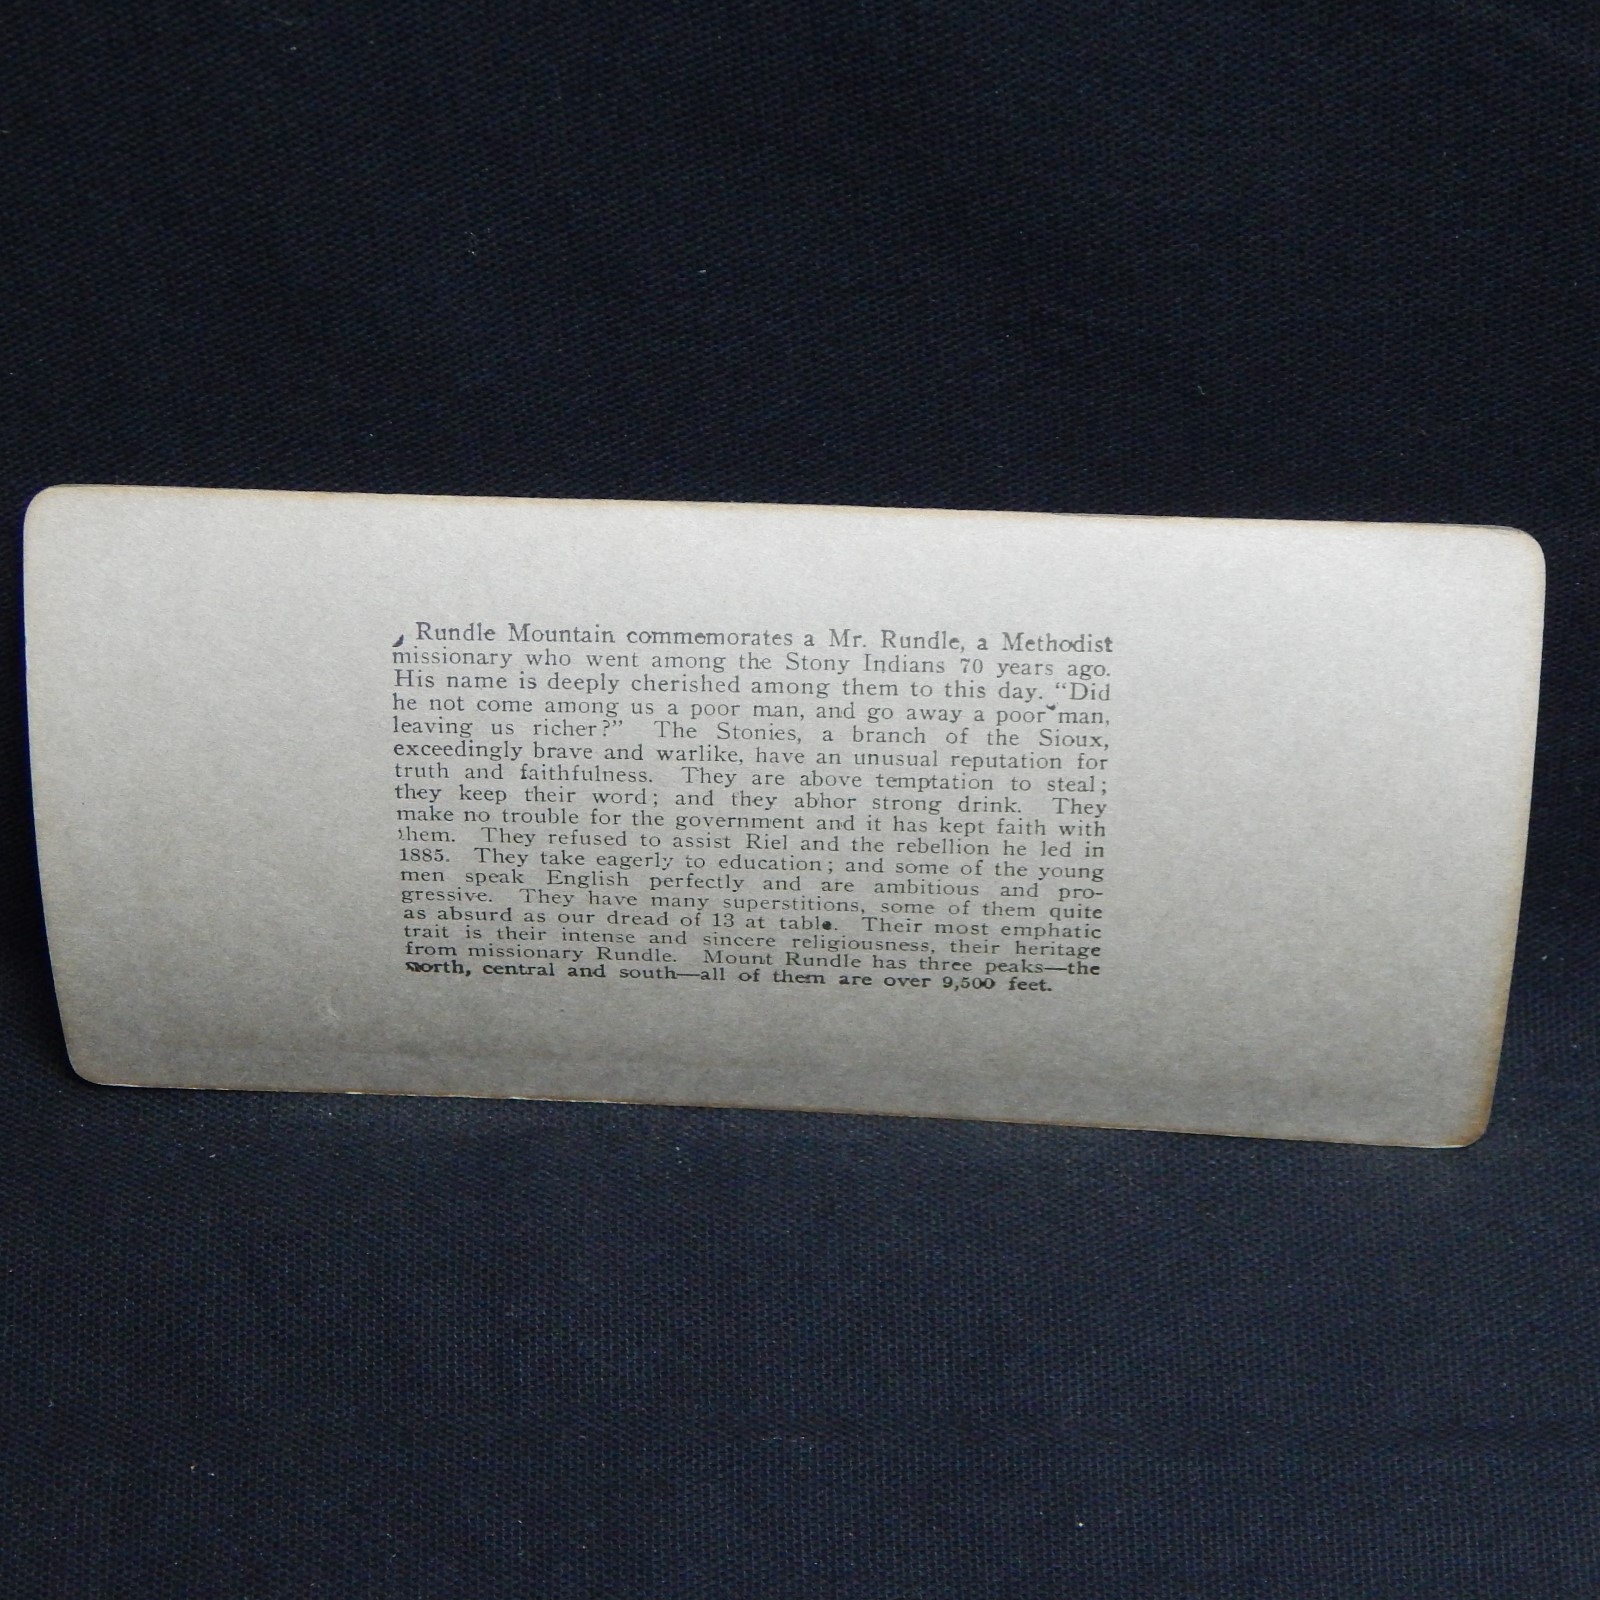 Rundle Mountain commemorates a Mr. Rundle, a Methodist
missionary who went among the Stony Indians 70 years ago.
His name is deeply cherished among them to this day. “Did
he not come among us a poor man, and go away a poor man,
leaving us richer?” The Stonies, a branch of the Sioux,
exceedingly brave and warlike, have an unusual reputation for
truth and faithfulness. They are above temptation to steal;
they keep their word; and they abhor strong drink. They
make no trouble for the government and it has kept faith with
them. They refused to assist Riel and the rebellion he led in
1885. They take eagerly to education; and some of the young
men speak English perfectly and are ambitious and pro-
gressive. They have many superstitions, some of them quite
as absurd as our dread of 13 at table. Their most emphatic
trait is their intense and sincere religiousness, their heritage
from missionary Rundle. Mount Rundle has three peaks—the
north, central and south—all of them are over 9,500 feet.